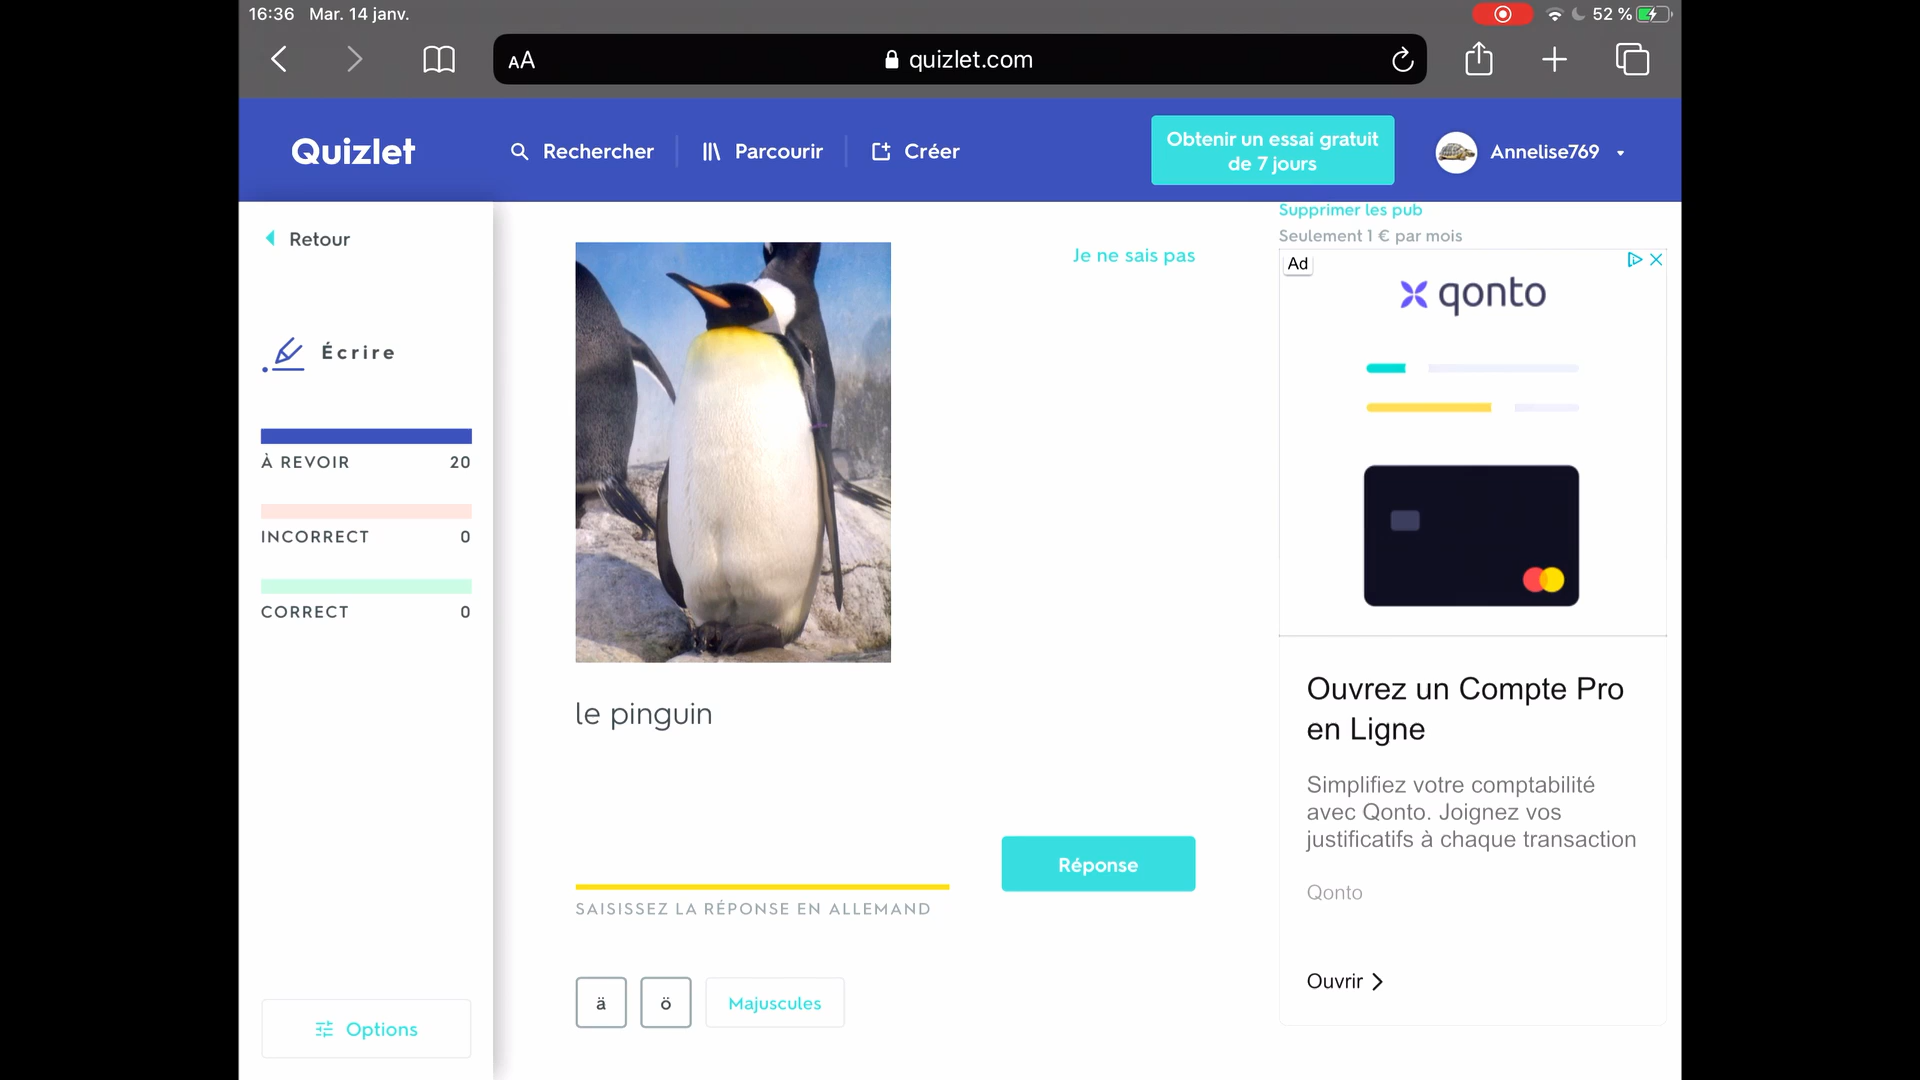 16:36 Mar. 14 janv.
52 %
AA
quizlet.com
Quizlet
Rechercher
Parcourir
Créer
Obtenir un essai gratuit
de 7 jours
Annelise769
Retour
Écrire
À REVOIR 20
INCORRECT 0
CORRECT 0
Options
Je ne sais pas
le pinguin
Réponse
SAISISSEZ LA RÉPONSE EN ALLEMAND
ä
ö
Majuscules
Supprimer les pub
Seulement 1 € par mois
Ad
qonto
Ouvrez un Compte Pro
en Ligne
Simplifiez votre comptabilité
avec Qonto. Joignez vos
justificatifs à chaque transaction
Qonto
Ouvrir